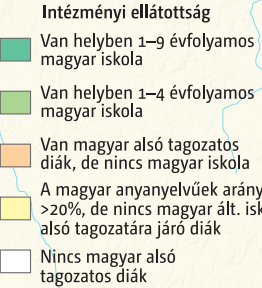 Intézményi ellátottság
Van helyben 1–9 évfolyamos
magyar iskola
Van helyben 1–4 évfolyamos
magyar iskola
Van magyar alsó tagozatos
diák, de nincs magyar iskola
A magyar anyanyelvűek arány
>20%, de nincs magyar ált. isk
alsó tagozatára járó diák
Nincs magyar alsó
tagozatos diák